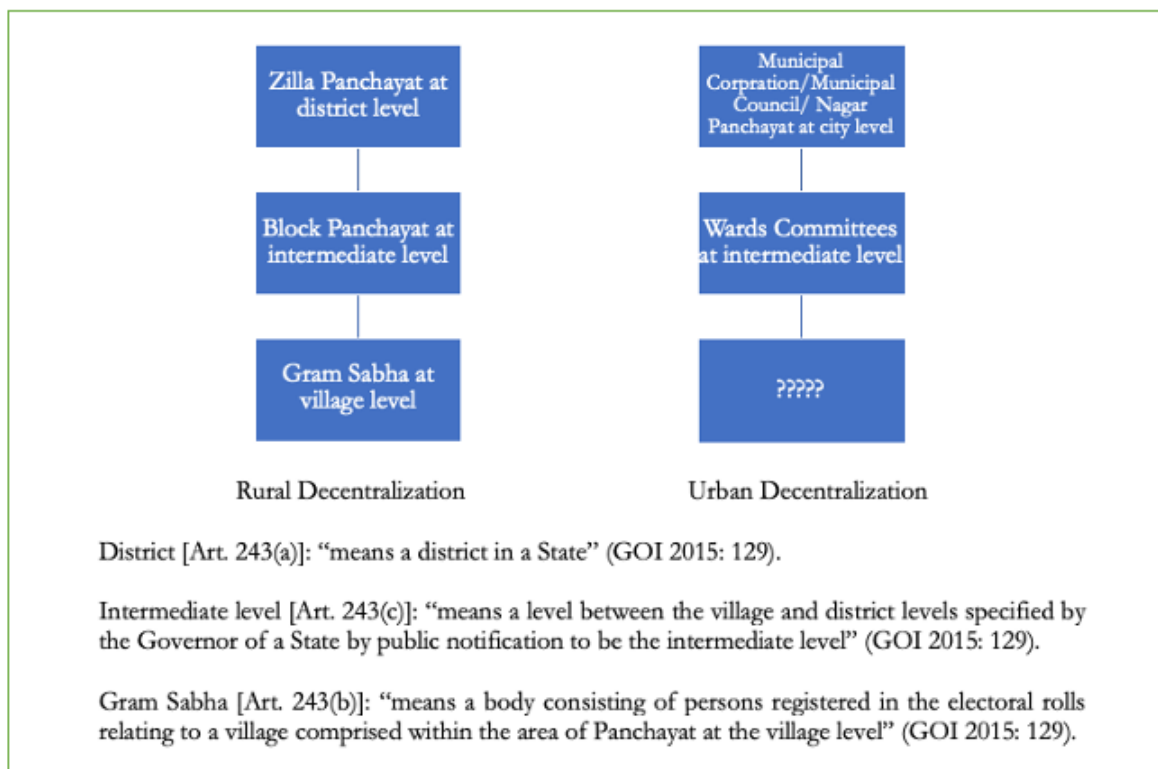 Zilla Panchayat at
district level
Block Panchayat at
intermediate level
Gram Sabha at
village level
Rural Decentralization
Municipal
Corpration/Municipal
Council/ Nagar
Panchayat at city level
Wards Committees
at intermediate level
?????
Urban Decentralization
District [Art. 243(a)]: “means a district in a State” (GOI 2015: 129).
Intermediate level [Art. 243(c)]: “means a level between the village and district levels specified by
the Governor of a State by public notification to be the intermediate level” (GOI 2015: 129).
Gram Sabha [Art. 243(b)]: “means a body consisting of persons registered in the electoral rolls
relating to a village comprised within the area of Panchayat at the village level” (GOI 2015: 129).